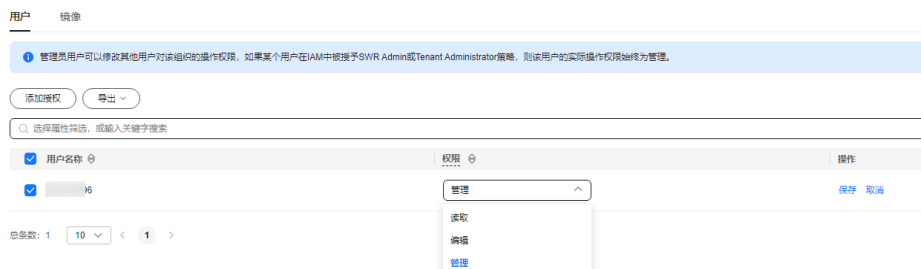 用户 镜像
管理员用户可以修改其他用户对该组织的操作权限，如果某个用户在IAM中被授予SWR Admin或Tenant Administrator策略，则该用户的实际操作权限始终为管理。
添加授权 导出
选择属性筛选，或输入关键字搜索
用户名称 权限 操作
96 管理 保存 取消
读取
总条数：1 10 1
编辑
管理